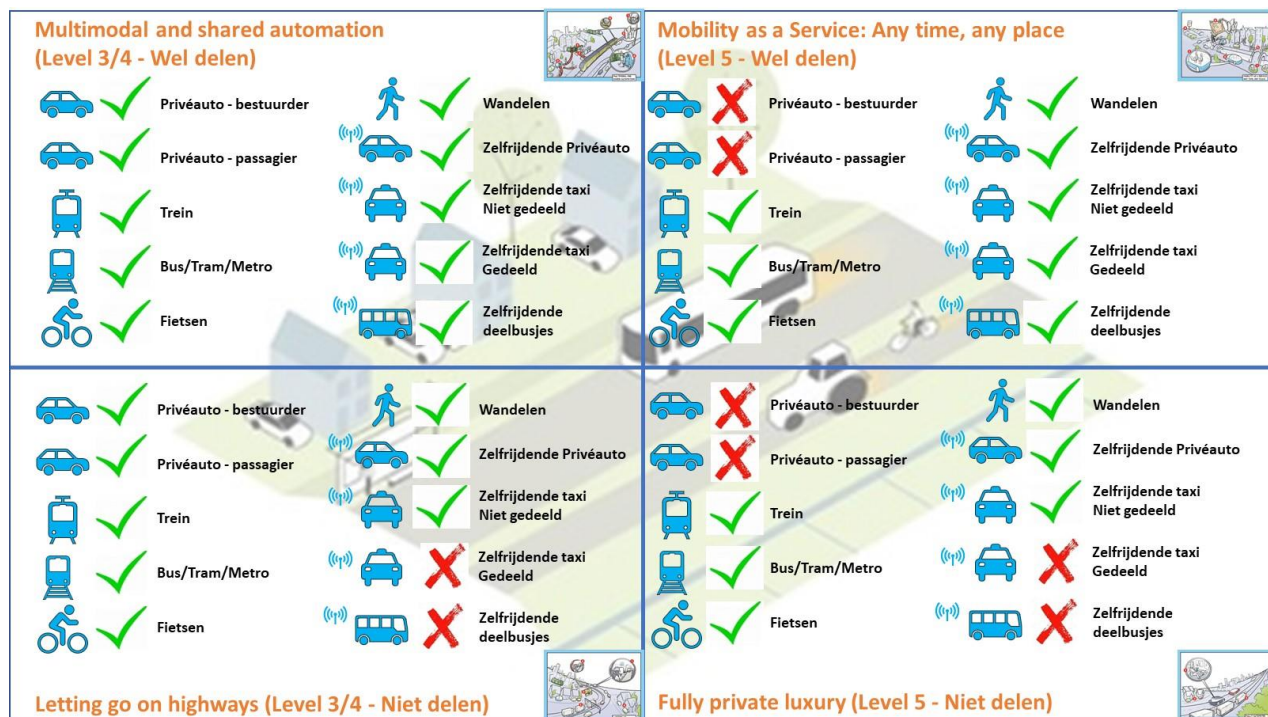 Multimodal and shared automation
(Level 3/4 - Wel delen)
Privéauto - bestuurder
Privéauto - passagier
Trein
Bus/Tram/Metro
Fietsen
Wandelen
Zelfrijdende Privéauto
Zelfrijdende taxi
Niet gedeeld
Zelfrijdende taxi
Gedeeld
Zelfrijdende
deelbusjes
Mobility as a Service: Any time, any place
(Level 5 - Wel delen)
Privéauto - bestuurder
Privéauto - passagier
Trein
Bus/Tram/Metro
Fietsen
Wandelen
Zelfrijdende Privéauto
Zelfrijdende taxi
Niet gedeeld
Zelfrijdende taxi
Gedeeld
Zelfrijdende
deelbusjes
Privéauto - bestuurder
Privéauto - passagier
Trein
Bus/Tram/Metro
Fietsen
Wandelen
Zelfrijdende Privéauto
Zelfrijdende taxi
Niet gedeeld
Zelfrijdende taxi
Gedeeld
Zelfrijdende
deelbusjes
Letting go on highways (Level 3/4 - Niet delen)
Privéauto - bestuurder
Privéauto - passagier
Trein
Bus/Tram/Metro
Fietsen
Wandelen
Zelfrijdende Privéauto
Zelfrijdende taxi
Niet gedeeld
Zelfrijdende taxi
Gedeeld
Zelfrijdende
deelbusjes
Fully private luxury (Level 5 - Niet delen)